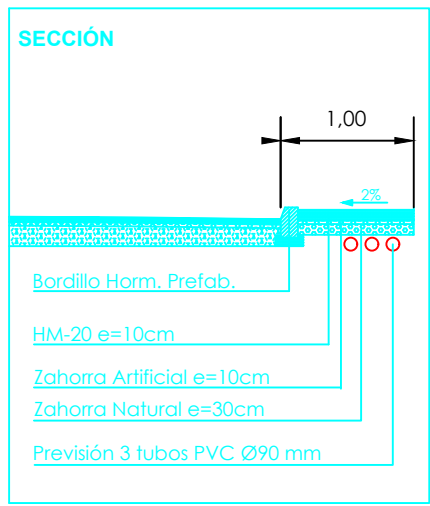 SECCIÓN
1,00
2%
Bordillo Horm. Prefab.
HM-20 e=10cm
Zahorra Artificial e=10cm
Zahorra Natural e=30cm
Previsión 3 tubos PVC Ø90 mm